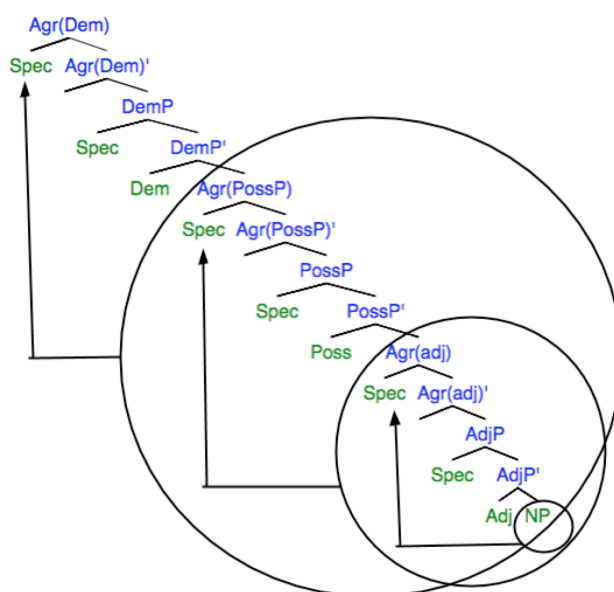 Agr(Dem)
Spec Agr(Dem)'
DemP
Spec DemP'
Dem Agr(PossP)
Spec Agr(PossP)'
PossP
Spec PossP'
Poss Agr(adj)
Spec Agr(adj)'
AdjP
Spec AdjP'
Adj NP